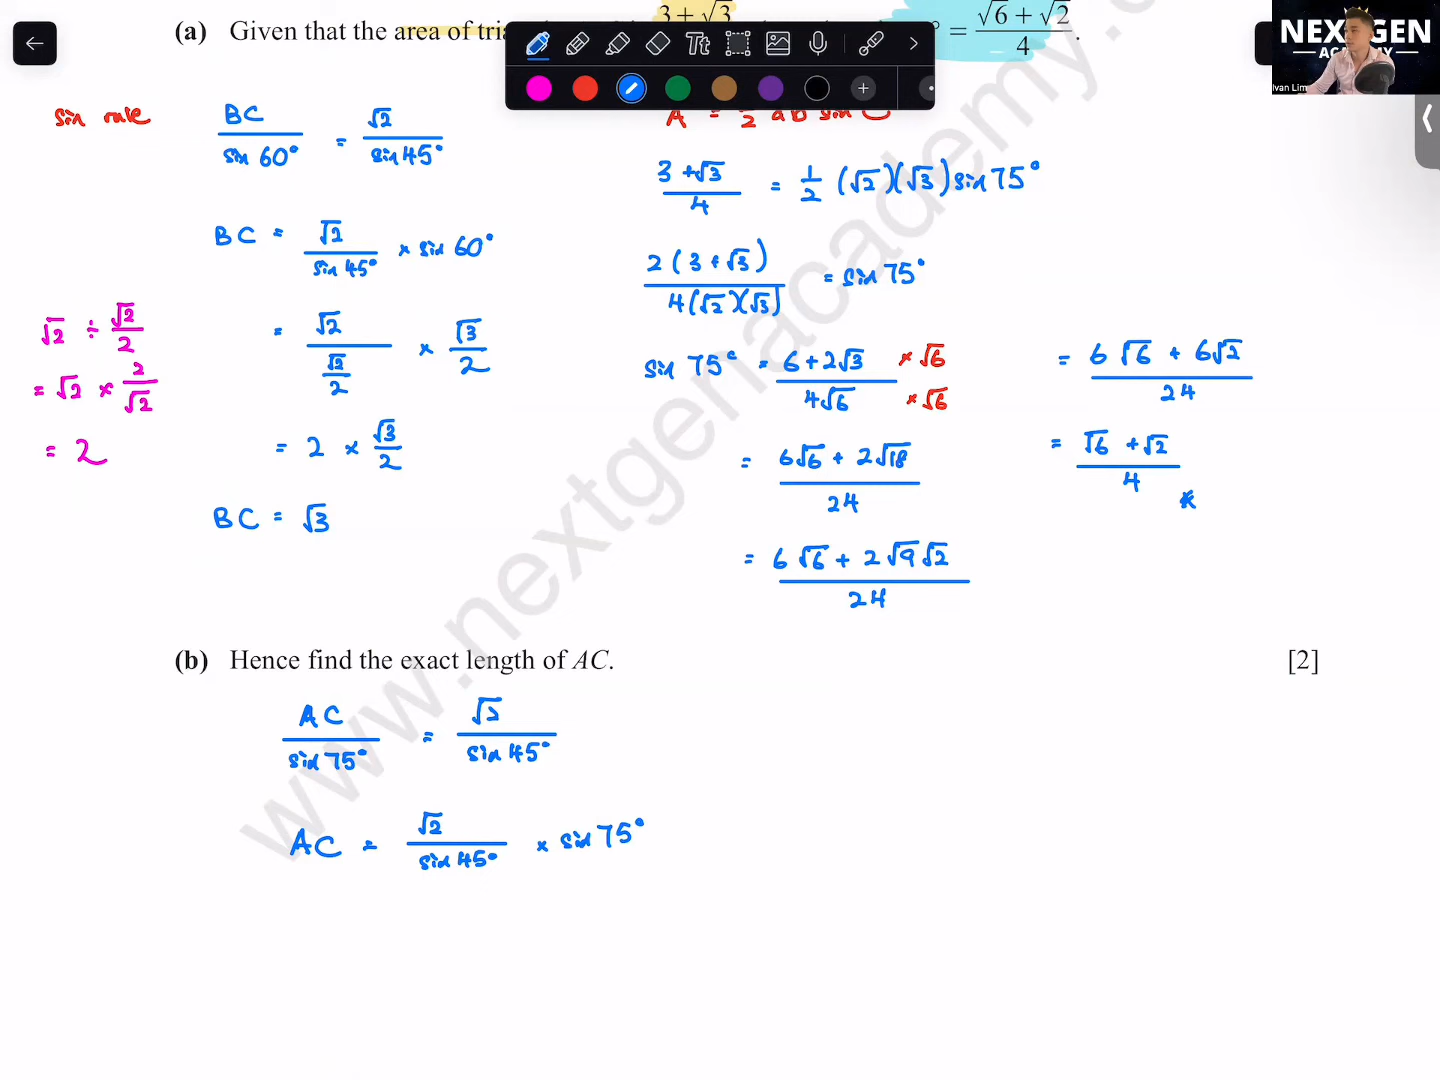 (a) Given that the area of tri
3 + √3
° = (√6 + √2)/4 .
NEXTGEN
ACADEMY
Ivan Lim
Tt
sin rule
BC/sin 60° = √2/sin 45°
BC = √2/sin 45° × sin 60°
= √2/(√2/2) × √3/2
= 2 × √3/2
BC = √3
√2 ÷ √2/2
= √2 × 2/√2
= 2
A = 1/2 ab sin C
(3 + √3)/4 = 1/2 (√2)(√3) sin 75°
2(3 + √3)/4(√2)(√3) = sin 75°
sin 75° = (6 + 2√3)/4√6 × √6 × √6
= (6√6 + 2√18)/24
= (6√6 + 2√9√2)/24
= (6√6 + 6√2)/24
= (√6 + √2)/4
(b) Hence find the exact length of AC. [2]
AC/sin 75° = √2/sin 45°
AC = √2/sin 45° × sin 75°
www.nextgenacademy.co